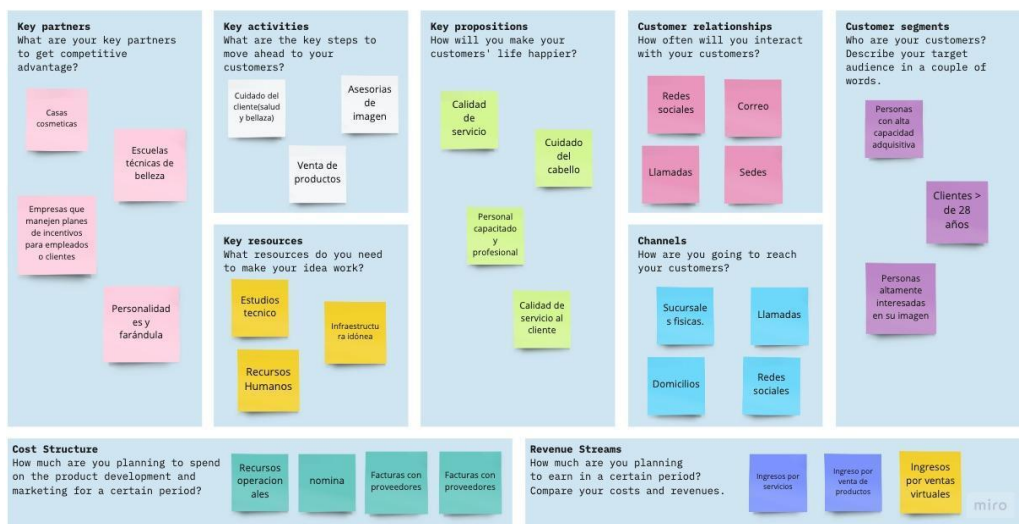 Key partners
What are your key partners
to get competitive
advantage?
Casas
cosmeticas
Escuelas
técnicas de
belleza
Empresas que
manejen planes
de incentivos
para empleados
o clientes
Personalidad
es y
farándula
Key activities
What are the key steps to
move ahead to your
customers?
Cuidado del
cliente(salud
y bellaza)
Asesorias
de
imagen
Venta de
productos
Key resources
What resources do you need
to make your idea work?
Estudios
tecnico
Infraestructu
ra idónea
Recursos
Humanos
Key propositions
How will you make your
customers' life happier?
Calidad
de
servicio
Cuidado
del
cabello
Personal
capacitado
y
profesional
Calidad de
servicio al
cliente
Customer relationships
How often will you interact
with your customers?
Redes
sociales
Correo
Llamadas
Sedes
Channels
How are you going to reach
your customers?
Sucursale
s fisicas.
Llamadas
Domicilios
Redes
sociales
Customer segments
Who are your customers?
Describe your target
audience in a couple of
words.
Personas
con alta
capacidad
adquisitiva
Clientes >
de 28
años
Personas
altamente
interesadas
en su imagen
Cost Structure
How much are you planning to spend
on the product development and
marketing for a certain period?
Recursos
operacion
ales
nomina
Facturas con
proveedores
Facturas con
proveedores
Revenue Streams
How much are you planning
to earn in a certain period?
Compare your costs and revenues.
Ingresos por
servicios
Ingreso por
venta de
productos
Ingresos
por ventas
virtuales
miro